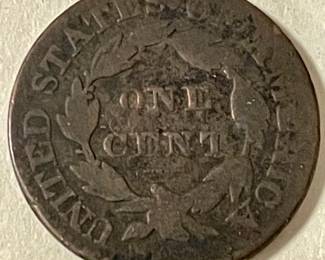 UNITED STATES OF AMERICA
ONE
CENT